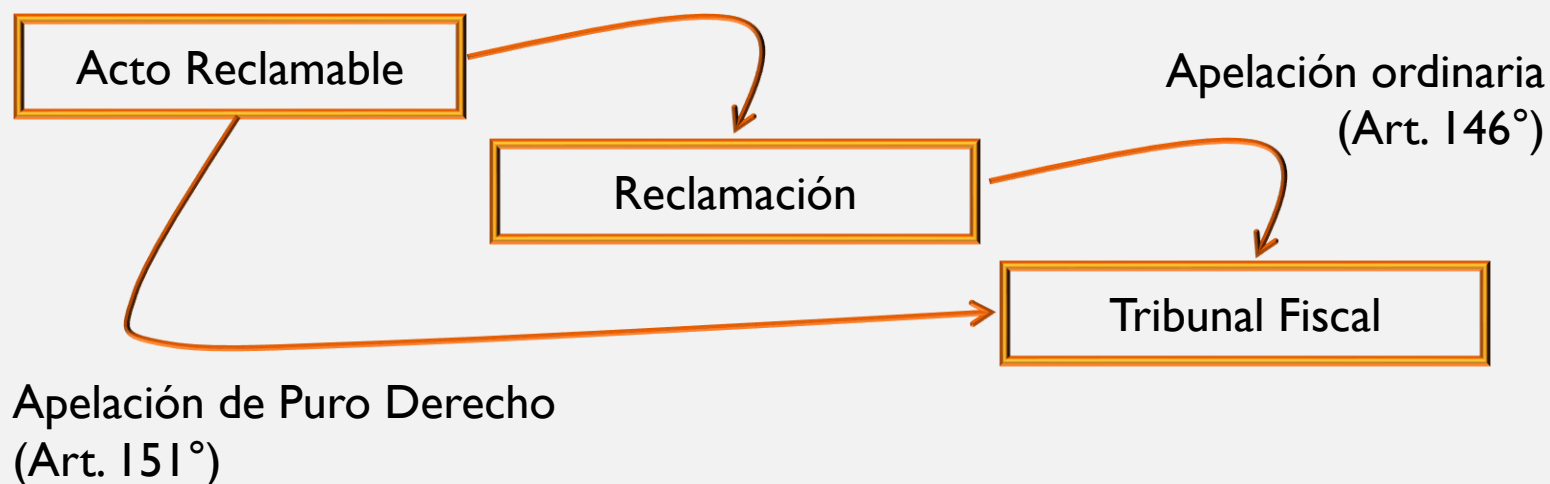 Acto Reclamable
Apelación ordinaria
(Art. 146°)
Reclamación
Tribunal Fiscal
Apelación de Puro Derecho
(Art. 151°)